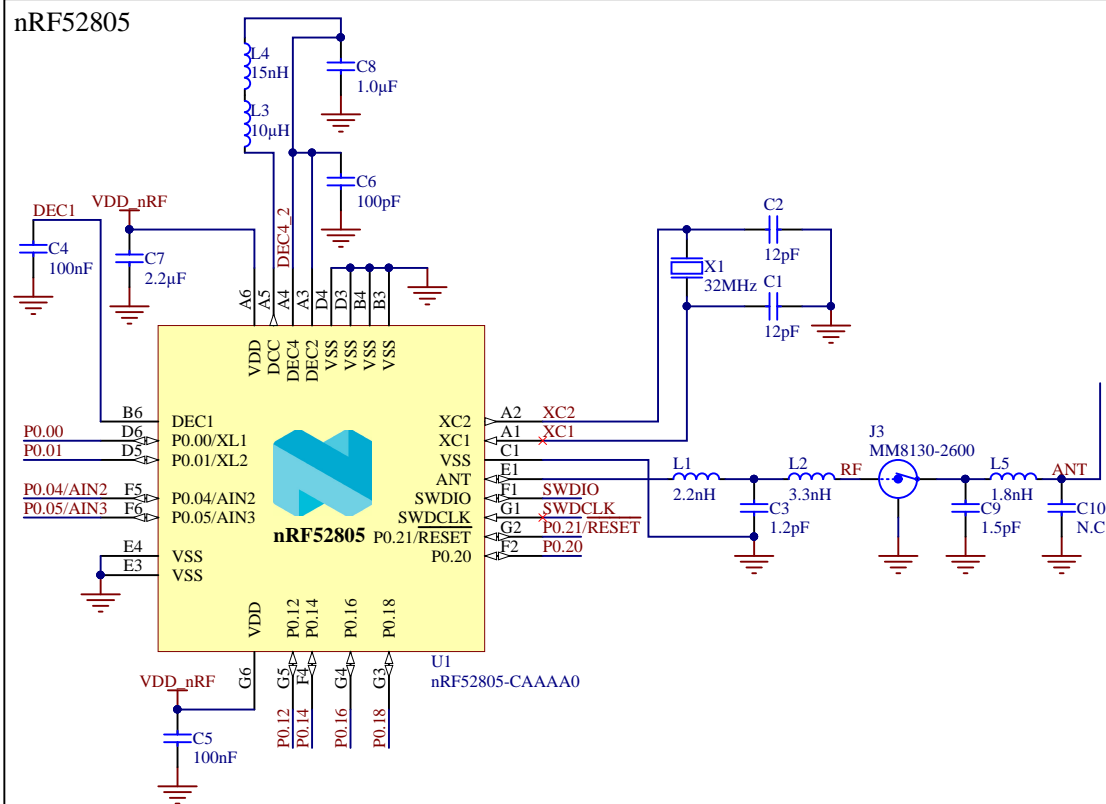 nRF52805
L4
15nH
C8
1.0µF
L3
10µH
C6
100pF
VDD_nRF
DEC1
C4
100nF
C7
2.2µF
DEC4_2
C2
12pF
X1
32MHz
C1
12pF
A6
A5
A4
A3
D4
D3
B4
B3
VDD
DCC
DEC4
DEC2
VSS
VSS
VSS
VSS
B6
DEC1
P0.00
D6
P0.00/XL1
P0.01
D5
P0.01/XL2
P0.04/AIN2
F5
P0.04/AIN2
P0.05/AIN3
F6
P0.05/AIN3
E4
VSS
E3
VSS
nRF52805
XC2
A2
XC2
XC1
A1
XC1
VSS
C1
ANT
E1
SWDIO
F1
SWDIO
SWDCLK
G1
SWDCLK
P0.21/RESET
G2
P0.21/RESET
P0.20
F2
P0.20
L1
2.2nH
C3
1.2pF
L2
3.3nH
RF
J3
MM8130-2600
C9
1.5pF
L5
1.8nH
ANT
C10
N.C
VDD
P0.12
P0.14
P0.16
P0.18
G6
G5
F4
G4
G3
P0.12
P0.14
P0.16
P0.18
U1
nRF52805-CAAAA0
VDD_nRF
C5
100nF